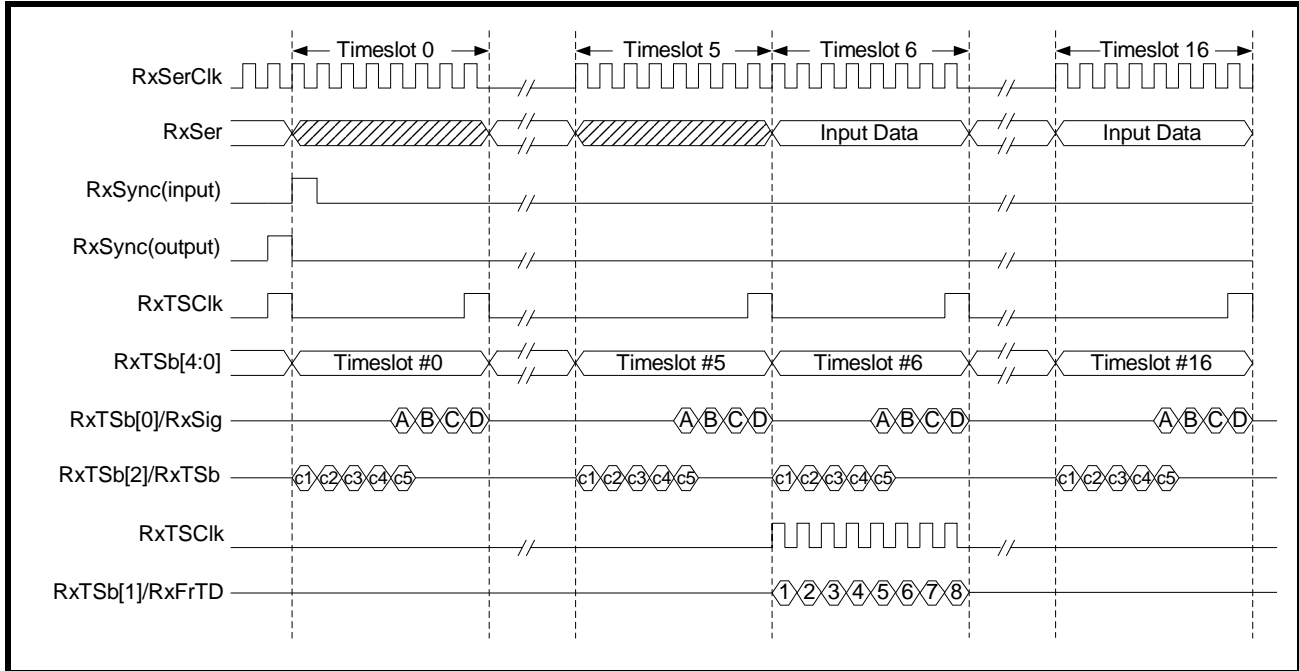 Timeslot 0 Timeslot 5 Timeslot 6 Timeslot 16
RxSerClk
RxSer Input Data Input Data
RxSync(input)
RxSync(output)
RxTSClk
RxTSb[4:0] Timeslot #0 Timeslot #5 Timeslot #6 Timeslot #16
RxTSb[0]/RxSig A B C D A B C D A B C D A B C D
RxTSb[2]/RxTSb c1 c2 c3 c4 c5 c1 c2 c3 c4 c5 c1 c2 c3 c4 c5 c1 c2 c3 c4 c5
RxTSClk
RxTSb[1]/RxFrTD 1 2 3 4 5 6 7 8